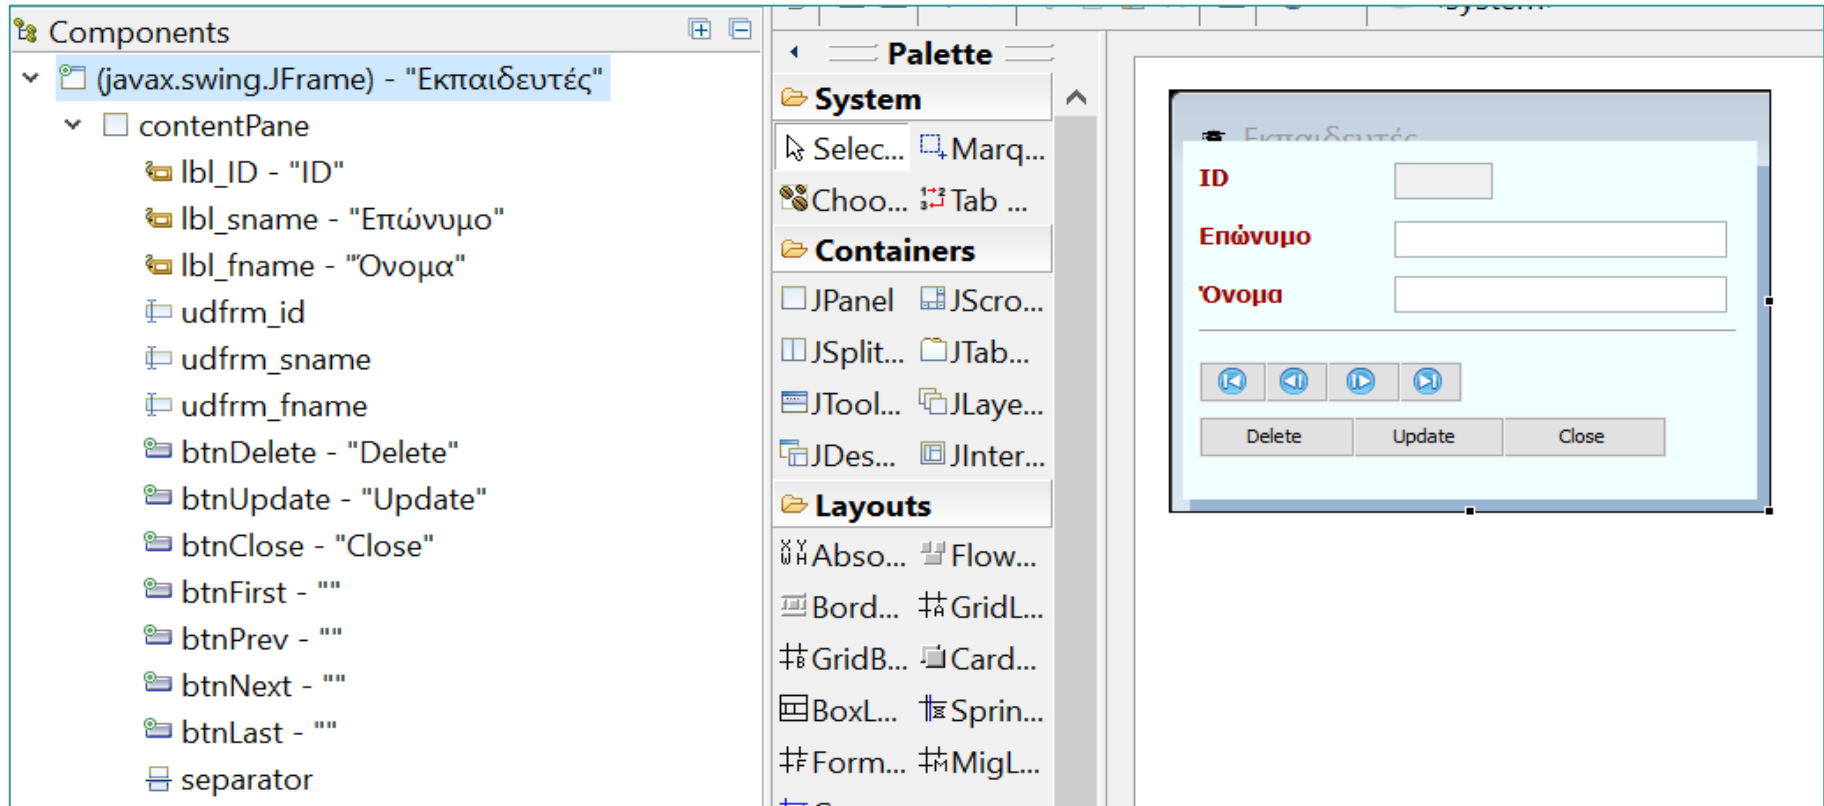 Components
(javax.swing.JFrame) - "Εκπαιδευτές"
contentPane
lbl_ID - "ID"
lbl_sname - "Επώνυμο"
lbl_fname - "Όνομα"
udfrm_id
udfrm_sname
udfrm_fname
btnDelete - "Delete"
btnUpdate - "Update"
btnClose - "Close"
btnFirst - ""
btnPrev - ""
btnNext - ""
btnLast - ""
separator
Palette
System
Selec... Marq...
Choo... Tab ...
Containers
JPanel JScro...
JSplit... JTab...
JTool... JLaye...
JDes... JInter...
Layouts
Abso... Flow...
Bord... GridL...
GridB... Card...
BoxL... Sprin...
Form... MigL...
Εκπαιδευτές
ID
Επώνυμο
Όνομα
Delete Update Close